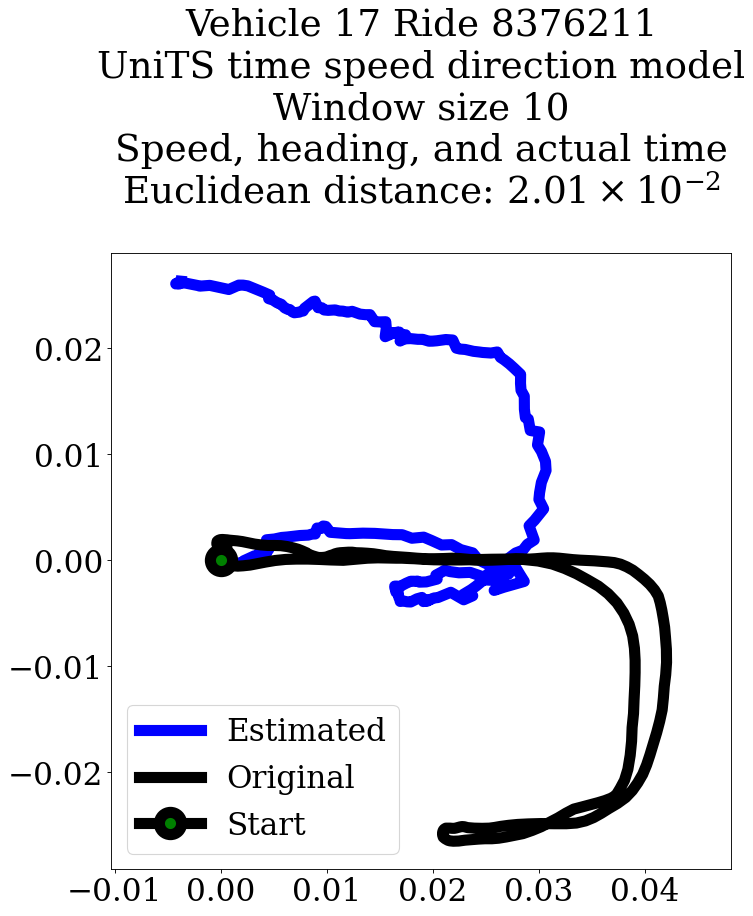 Vehicle 17 Ride 8376211
UniTS time speed direction model
Window size 10
Speed, heading, and actual time
Euclidean distance: 2.01 × 10⁻²
0.02
0.01
0.00
−0.01
−0.02
Estimated
Original
Start
−0.01 0.00 0.01 0.02 0.03 0.04